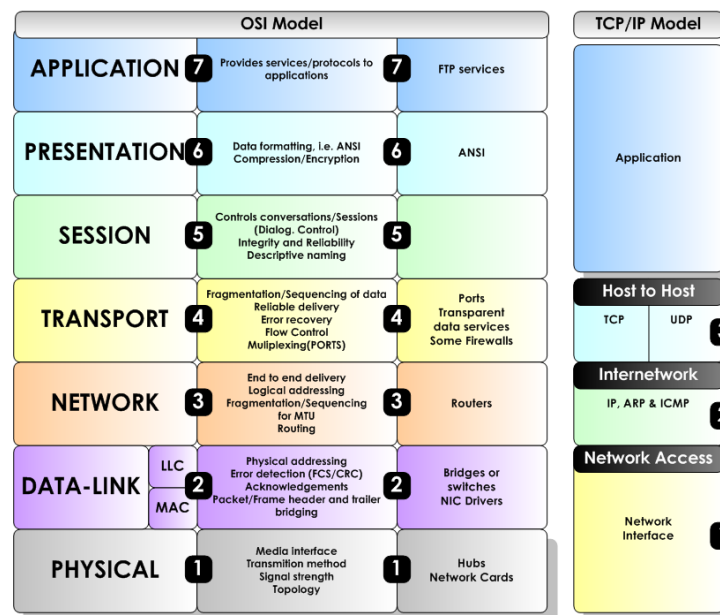 OSI Model
APPLICATION 7
Provides services/protocols to
applications
7
FTP services
PRESENTATION 6
Data formatting, i.e. ANSI
Compression/Encryption
6
ANSI
SESSION 5
Controls conversations/Sessions
(Dialog. Control)
Integrity and Reliability
Descriptive naming
5
TRANSPORT 4
Fragmentation/Sequencing of data
Reliable delivery
Error recovery
Flow Control
Muliplexing(PORTS)
4
Ports
Transparent
data services
Some Firewalls
NETWORK 3
End to end delivery
Logical addressing
Fragmentation/Sequencing
for MTU
Routing
3
Routers
DATA-LINK
LLC
MAC
2
Physical addressing
Error detection (FCS/CRC)
Acknowledgements
Packet/Frame header and trailer
bridging
2
Bridges or
switches
NIC Drivers
PHYSICAL 1
Media interface
Transmition method
Signal strength
Topology
1
Hubs
Network Cards
TCP/IP Model
Application
Host to Host
TCP
UDP
Internetwork
IP, ARP & ICMP
Network Access
Network
Interface